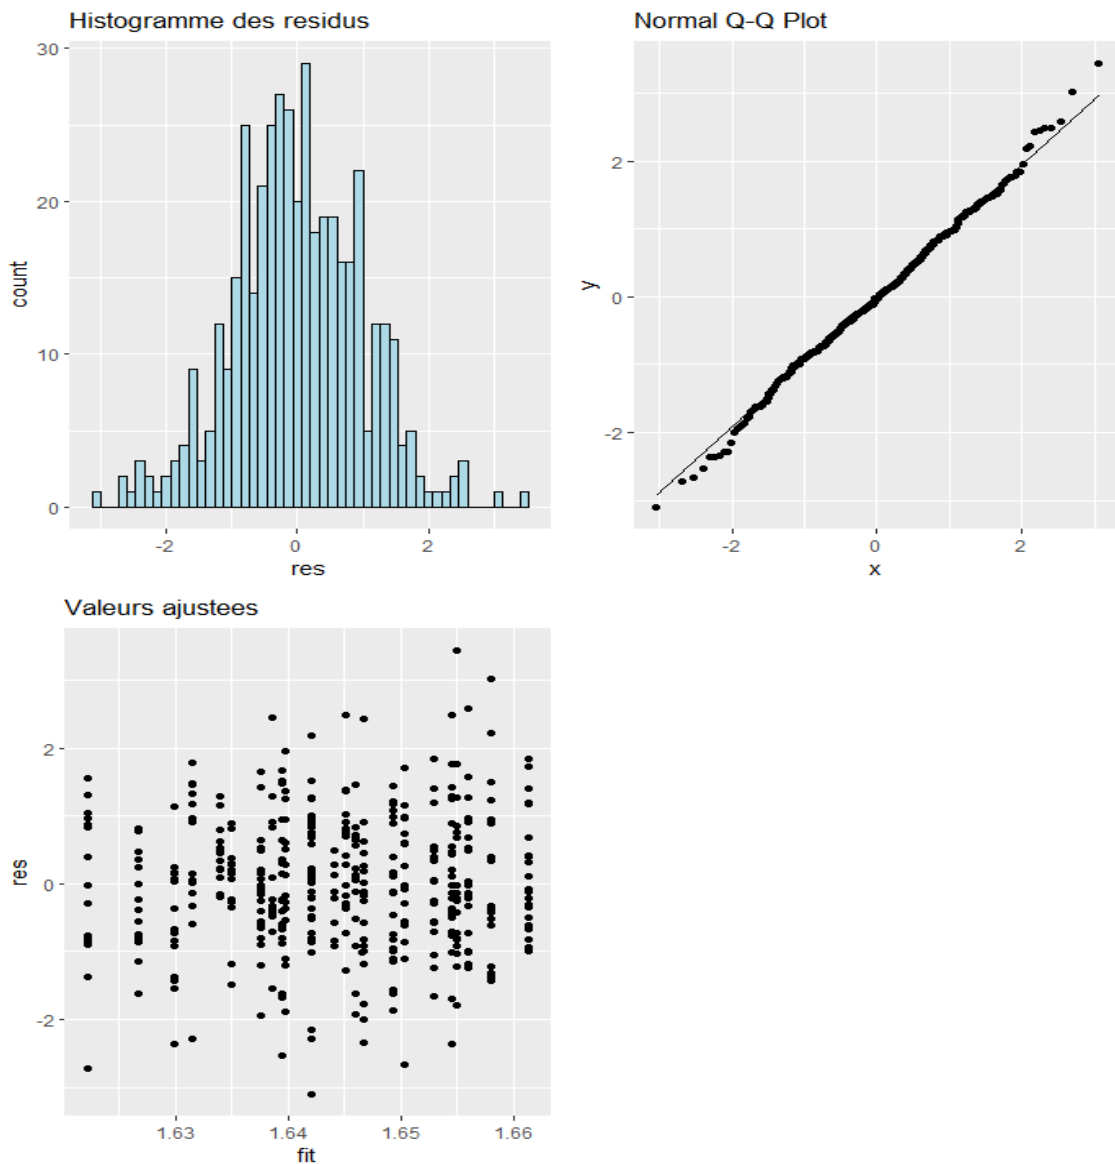 Histogramme des residus
30
20
10
0
count
-2 0 2
res
Normal Q-Q Plot
2
0
-2
y
-2 0 2
x
Valeurs ajustees
2
0
-2
res
1.63 1.64 1.65 1.66
fit